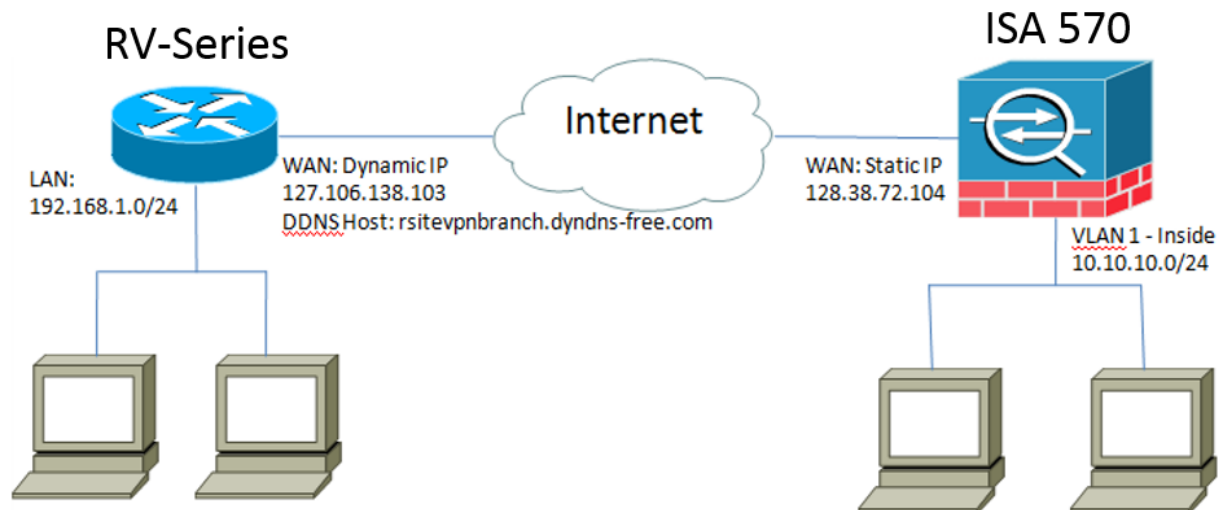 RV-Series
ISA 570
Internet
LAN:
192.168.1.0/24
WAN: Dynamic IP
127.106.138.103
DDNS Host: rsitevpnbranch.dyndns-free.com
WAN: Static IP
128.38.72.104
VLAN 1 - Inside
10.10.10.0/24